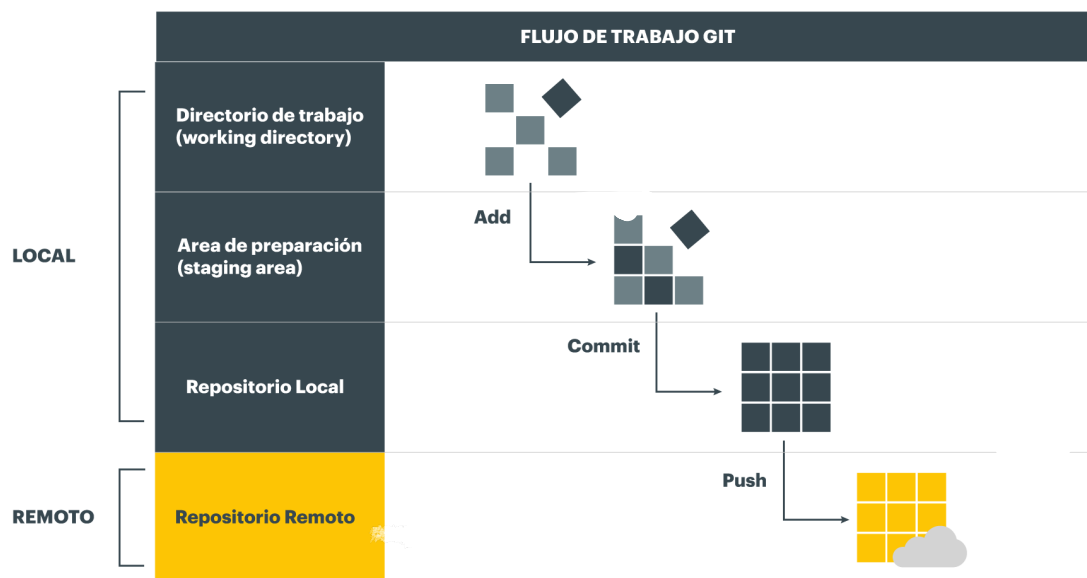 FLUJO DE TRABAJO GIT
Directorio de trabajo
(working directory)
Add
LOCAL
Area de preparación
(staging area)
Commit
Repositorio Local
Push
REMOTO
Repositorio Remoto